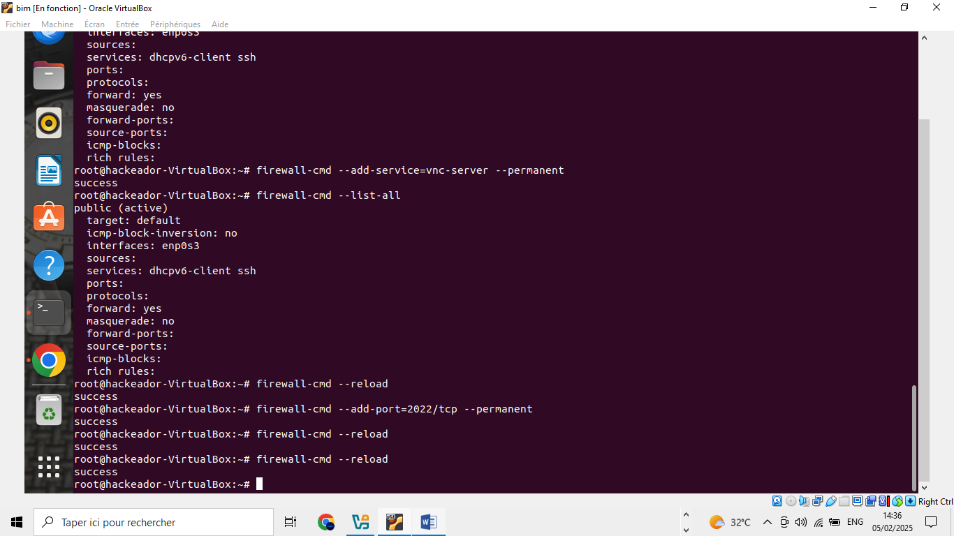 bim [En fonction] - Oracle VirtualBox
Fichier Machine Écran Entrée Périphériques Aide
interfaces: enp0s3
sources:
services: dhcpv6-client ssh
ports:
protocols:
forward: yes
masquerade: no
forward-ports:
source-ports:
icmp-blocks:
rich rules:
root@hackeador-VirtualBox:~# firewall-cmd --add-service=vnc-server --permanent
success
root@hackeador-VirtualBox:~# firewall-cmd --list-all
public (active)
target: default
icmp-block-inversion: no
interfaces: enp0s3
sources:
services: dhcpv6-client ssh
ports:
protocols:
forward: yes
masquerade: no
forward-ports:
source-ports:
icmp-blocks:
rich rules:
root@hackeador-VirtualBox:~# firewall-cmd --reload
success
root@hackeador-VirtualBox:~# firewall-cmd --add-port=2022/tcp --permanent
success
root@hackeador-VirtualBox:~# firewall-cmd --reload
success
root@hackeador-VirtualBox:~# firewall-cmd --reload
success
root@hackeador-VirtualBox:~#
Right Ctrl
Taper ici pour rechercher
32°C
ENG
14:36
05/02/2025